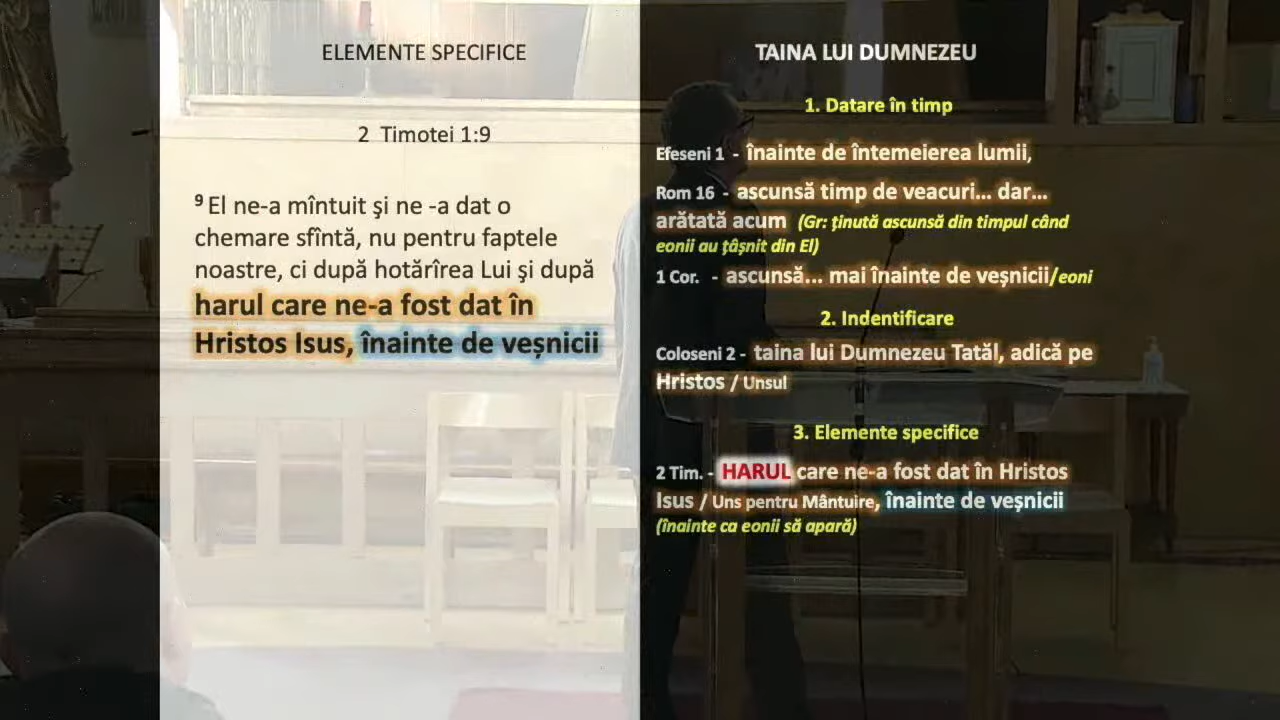 ELEMENTE SPECIFICE
2 Timotei 1:9
9 El ne-a mîntuit şi ne -a dat o
chemare sfîntă, nu pentru faptele
noastre, ci după hotărîrea Lui şi după
harul care ne-a fost dat în
Hristos Isus, înainte de veșnicii
TAINA LUI DUMNEZEU
1. Datare în timp
Efeseni 1 - înainte de întemeierea lumii,
Rom 16 - ascunsă timp de veacuri... dar...
arătată acum (Gr: ţinută ascunsă din timpul când
eonii au țâșnit din El)
1 Cor. - ascunsă... mai înainte de veșnicii/eoni
2. Indentificare
Coloseni 2 - taina lui Dumnezeu Tatăl, adică pe
Hristos / Unsul
3. Elemente specifice
2 Tim. - HARUL care ne-a fost dat în Hristos
Isus / Uns pentru Mântuire, înainte de veșnicii
(înainte ca eonii să apară)